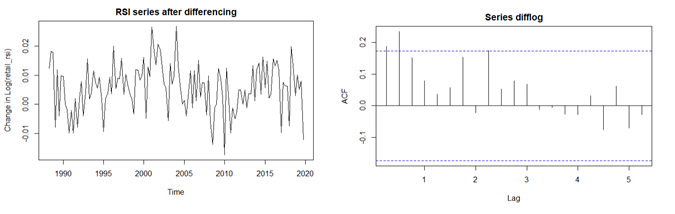 RSI series after differencing
Change in Log(retail_rsi)
0.02
0.01
0.00
-0.01
1990 1995 2000 2005 2010 2015 2020
Time
Series difflog
ACF
0.2
0.1
0.0
-0.1
1 2 3 4 5
Lag